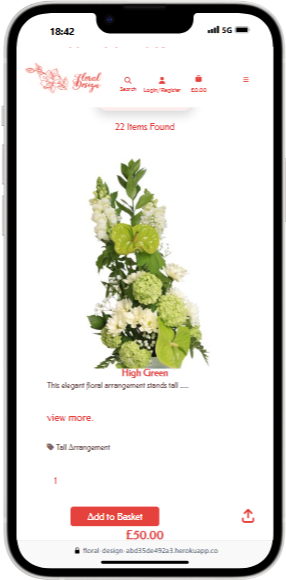 18:42
5G
Floral
Design
Search
Login/Register
£0.00
22 Items Found
High Green
This elegant floral arrangement stands tall .....
view more.
Tall Arrangement
1
Add to Basket
£50.00
floral-design-abd35de492a3.herokuapp.co